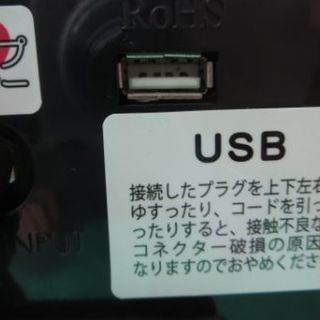 RoHS
プ
ー
USB
接続したプラグを上下左右
ゆすったり、コードを引っ
ったりすると、接触不良な
コネクター破損の原因
なりますのでおやめくださ
INPUT